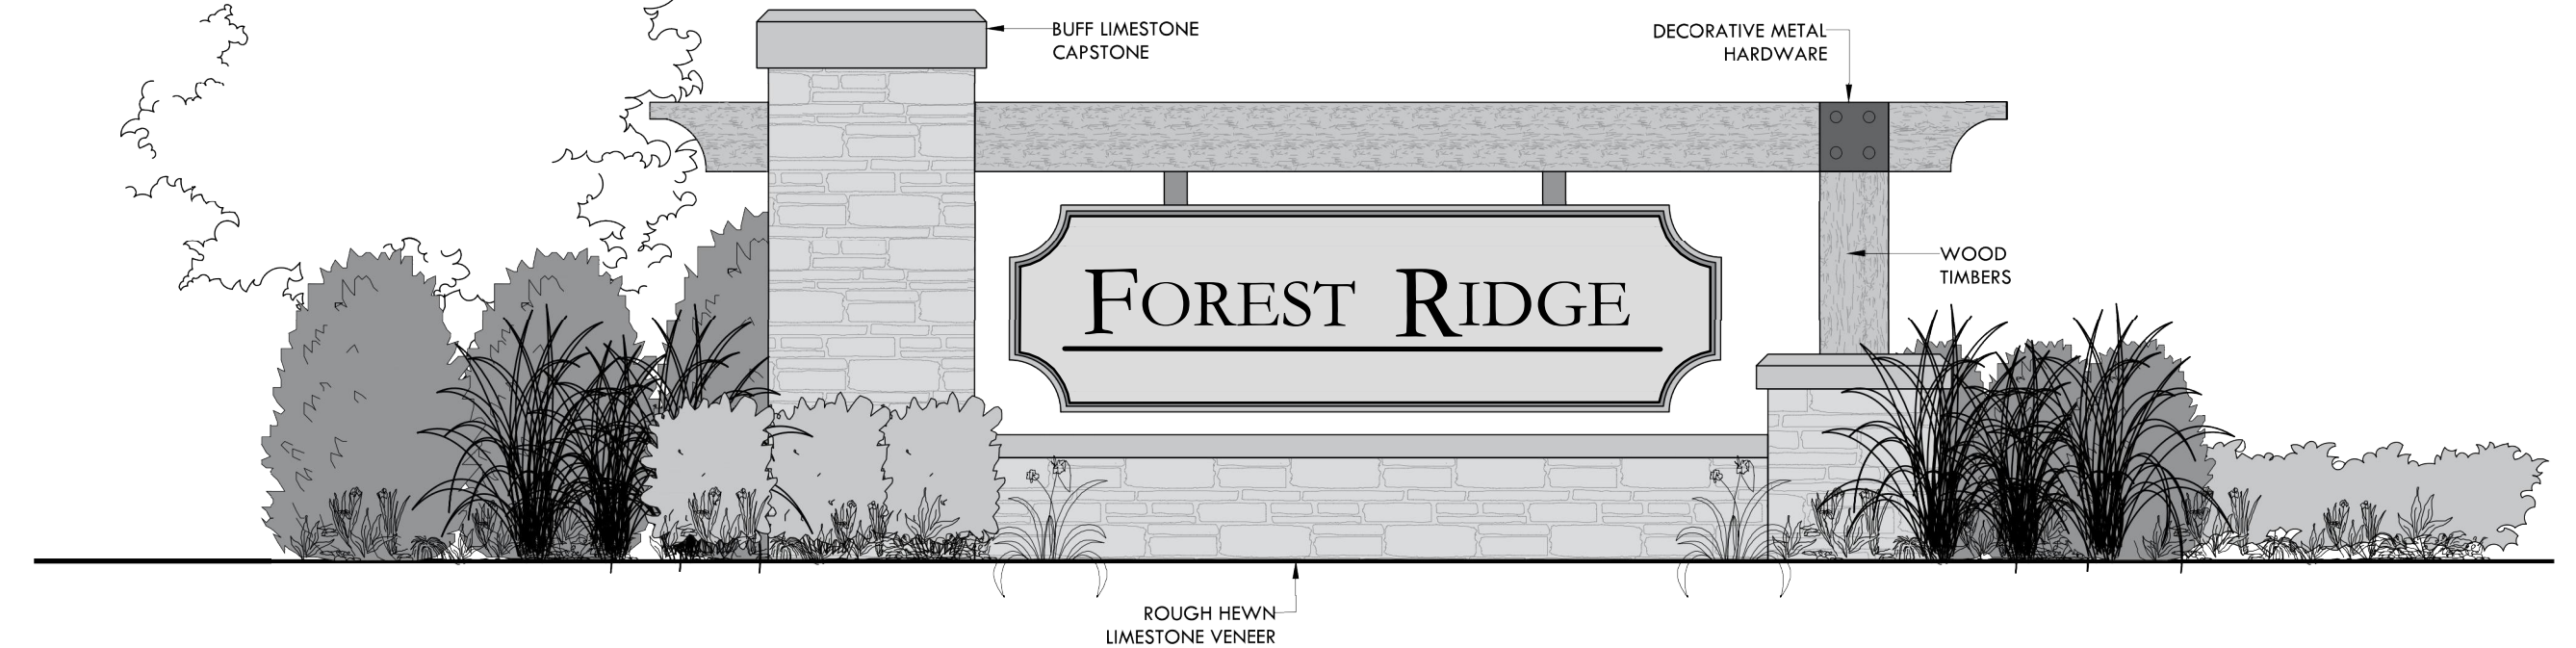 BUFF LIMESTONE
CAPSTONE
DECORATIVE METAL
HARDWARE
WOOD
TIMBERS
FOREST RIDGE
ROUGH HEWN
LIMESTONE VENEER